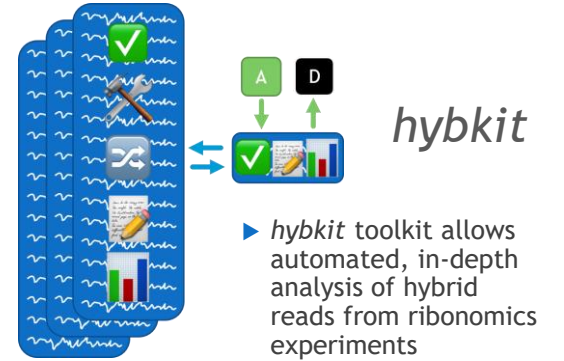 A D
hybkit
hybkit toolkit allows
automated, in-depth
analysis of hybrid
reads from ribonomics
experiments